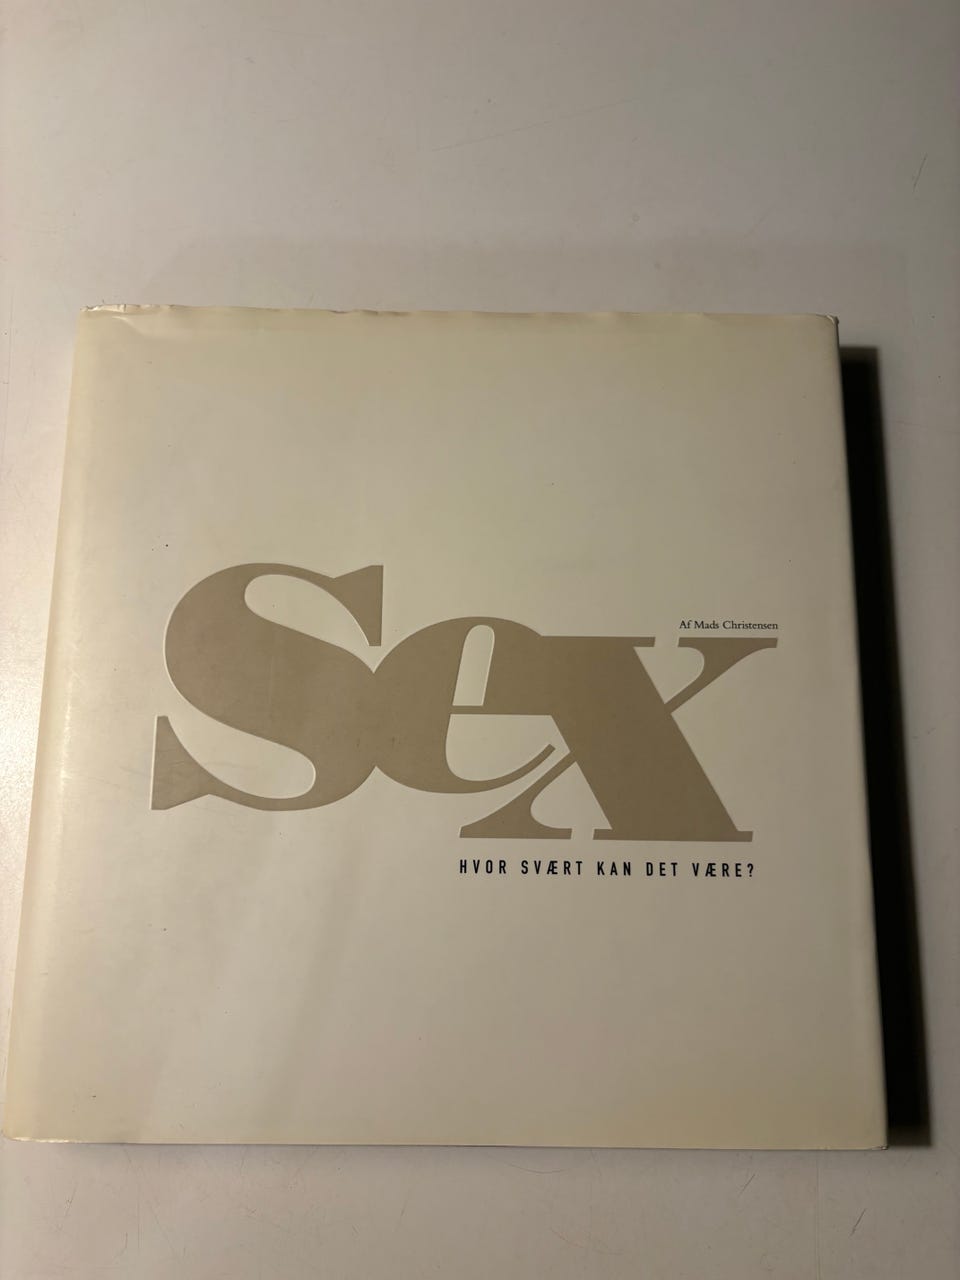 Af Mads Christensen
Sex
HVOR SVÆRT KAN DET VÆRE?